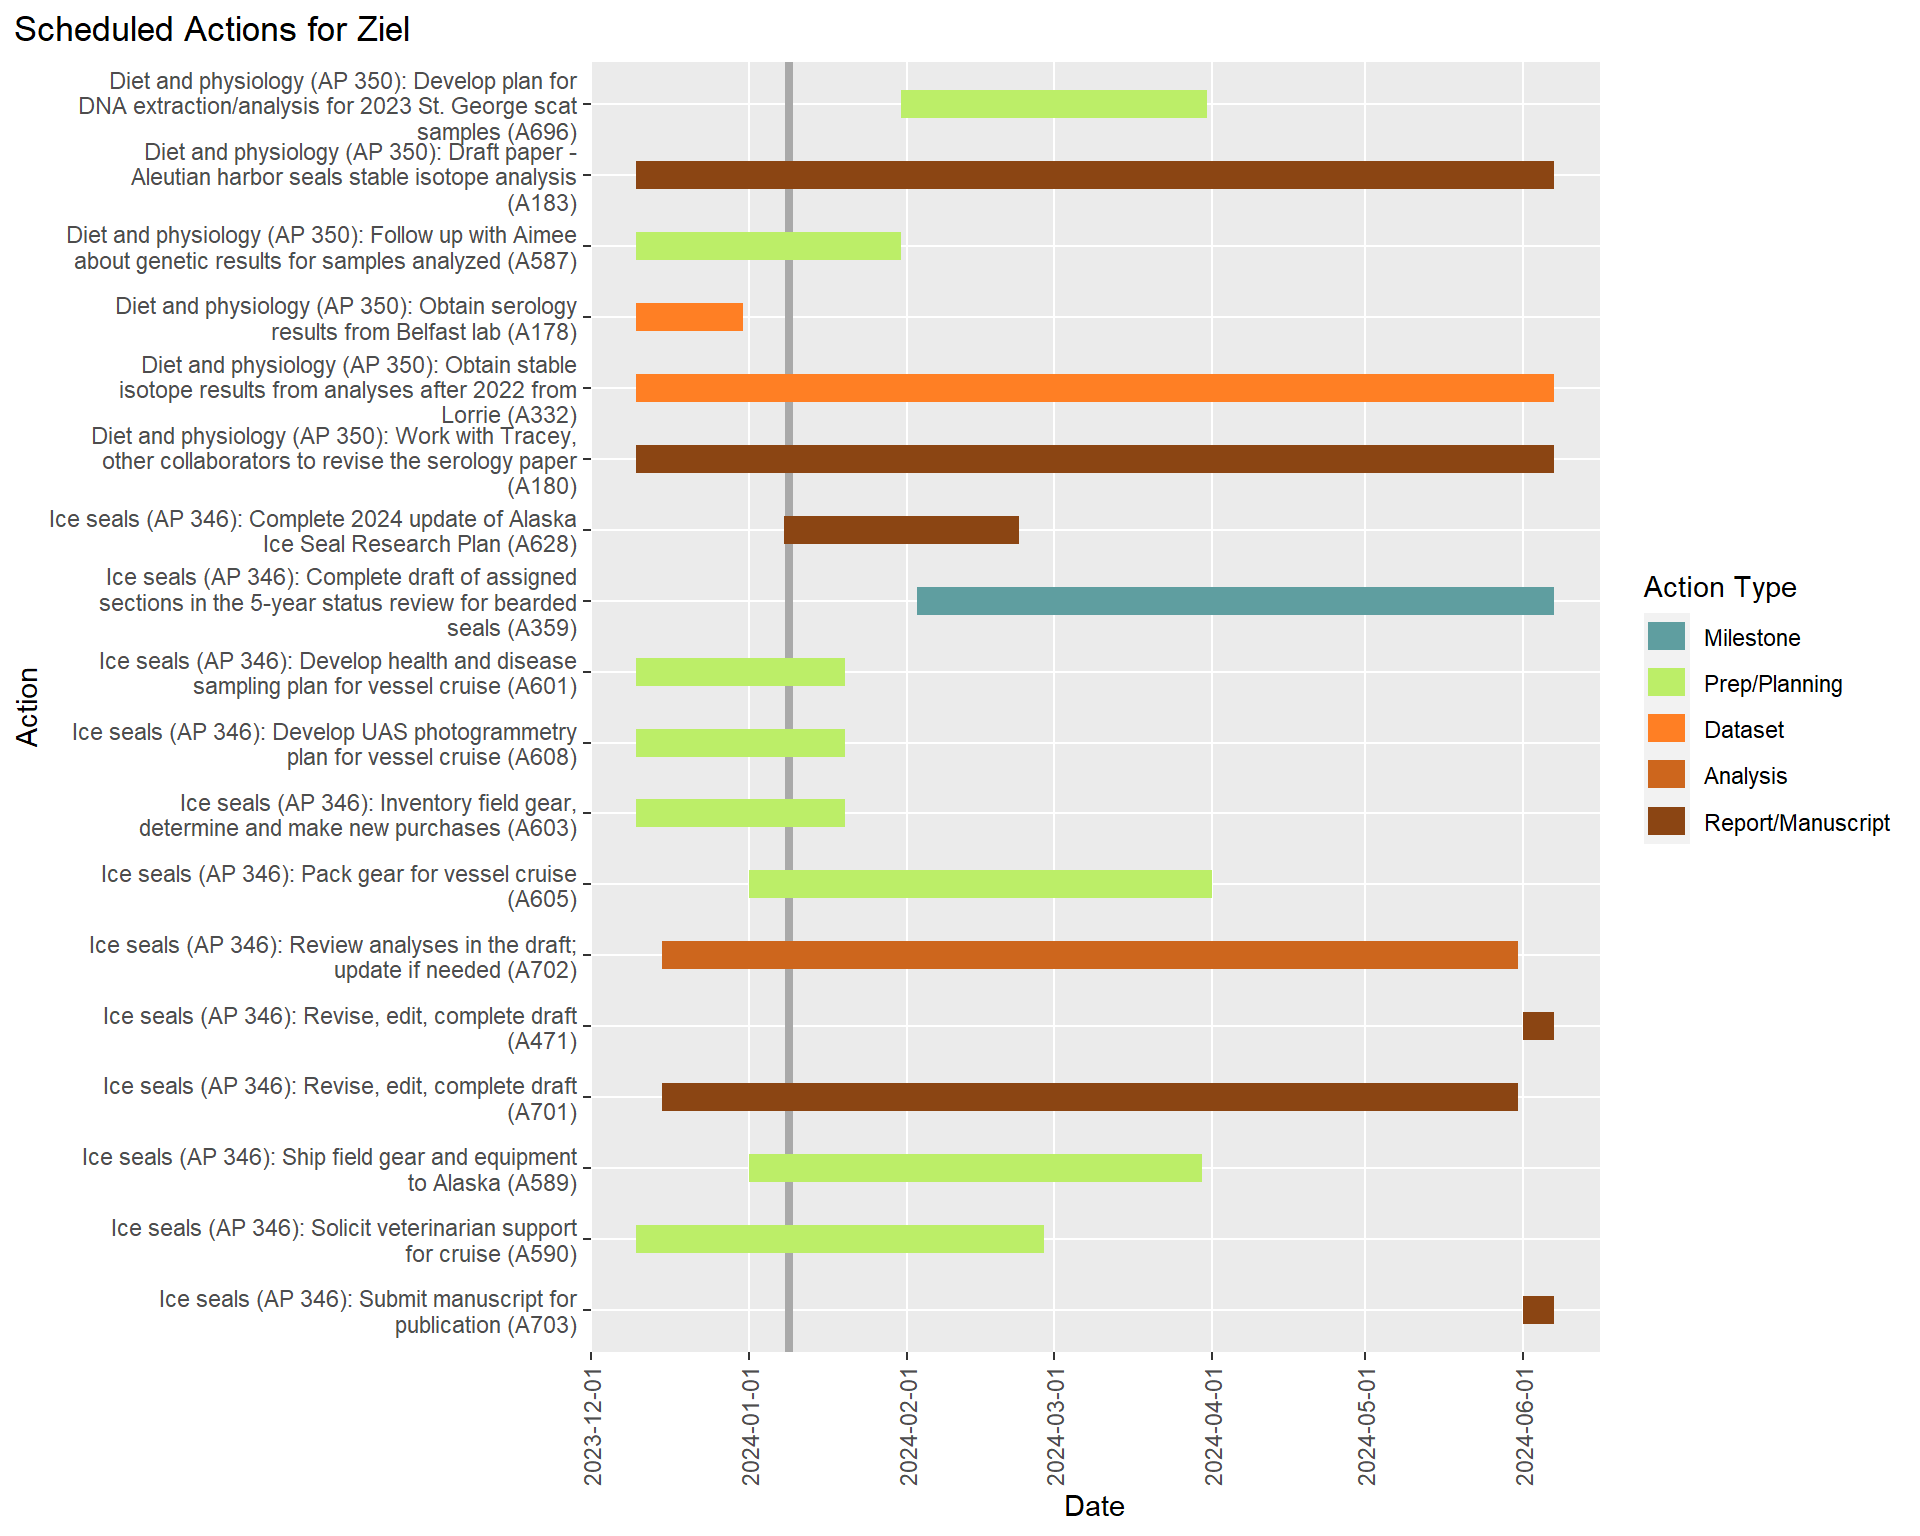 Scheduled Actions for Ziel
Diet and physiology (AP 350): Develop plan for
DNA extraction/analysis for 2023 St. George scat
samples (A696)
Diet and physiology (AP 350): Draft paper -
Aleutian harbor seals stable isotope analysis
(A183)
Diet and physiology (AP 350): Follow up with Aimee
about genetic results for samples analyzed (A587)
Diet and physiology (AP 350): Obtain serology
results from Belfast lab (A178)
Diet and physiology (AP 350): Obtain stable
isotope results from analyses after 2022 from
Lorrie (A332)
Diet and physiology (AP 350): Work with Tracey,
other collaborators to revise the serology paper
(A180)
Ice seals (AP 346): Complete 2024 update of Alaska
Ice Seal Research Plan (A628)
Ice seals (AP 346): Complete draft of assigned
sections in the 5-year status review for bearded
seals (A359)
Ice seals (AP 346): Develop health and disease
sampling plan for vessel cruise (A601)
Ice seals (AP 346): Develop UAS photogrammetry
plan for vessel cruise (A608)
Ice seals (AP 346): Inventory field gear,
determine and make new purchases (A603)
Ice seals (AP 346): Pack gear for vessel cruise
(A605)
Ice seals (AP 346): Review analyses in the draft;
update if needed (A702)
Ice seals (AP 346): Revise, edit, complete draft
(A471)
Ice seals (AP 346): Revise, edit, complete draft
(A701)
Ice seals (AP 346): Ship field gear and equipment
to Alaska (A589)
Ice seals (AP 346): Solicit veterinarian support
for cruise (A590)
Ice seals (AP 346): Submit manuscript for
publication (A703)
Action
2023-12-01
2024-01-01
2024-02-01
2024-03-01
2024-04-01
2024-05-01
2024-06-01
Date
Action Type
Milestone
Prep/Planning
Dataset
Analysis
Report/Manuscript